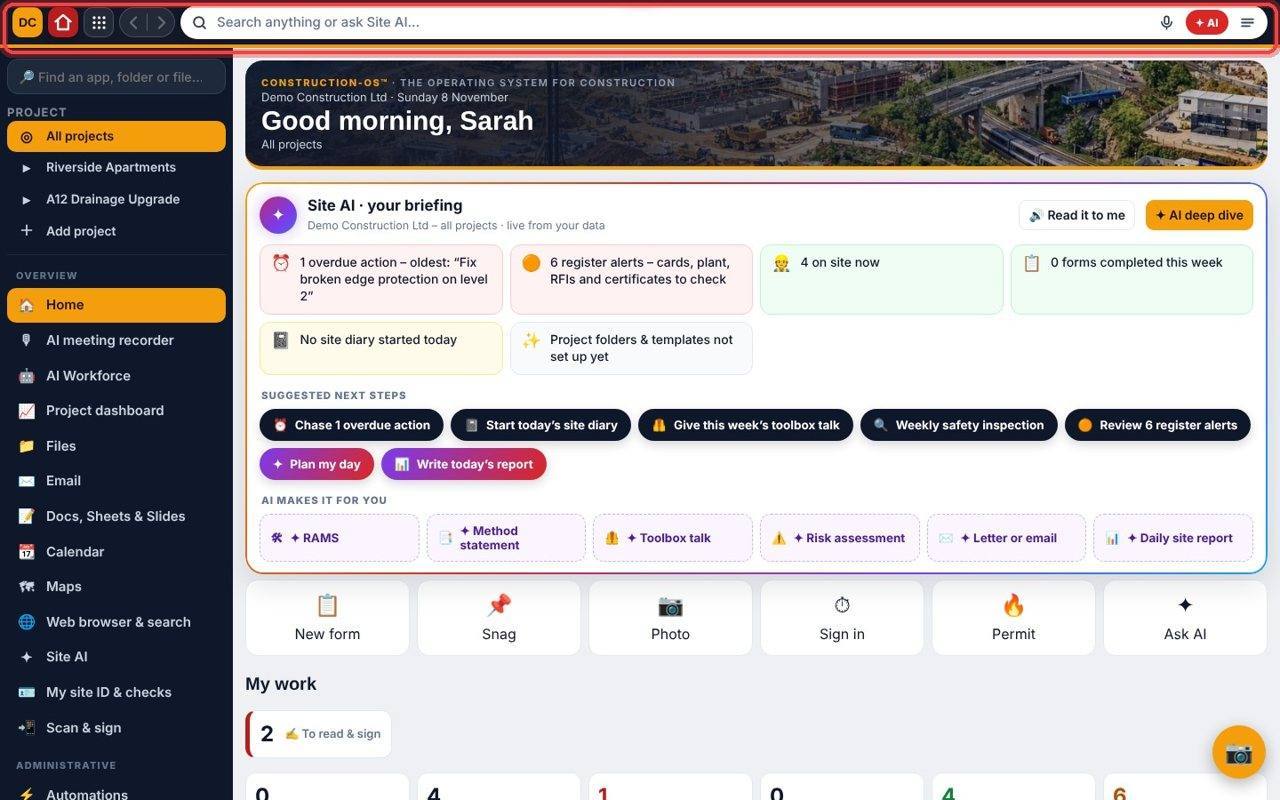 DC
Search anything or ask Site AI...
✦ AI
Find an app, folder or file...
PROJECT
All projects
Riverside Apartments
A12 Drainage Upgrade
Add project
OVERVIEW
Home
AI meeting recorder
AI Workforce
Project dashboard
Files
Email
Docs, Sheets & Slides
Calendar
Maps
Web browser & search
Site AI
My site ID & checks
Scan & sign
ADMINISTRATIVE
Automations
CONSTRUCTION-OS™ · THE OPERATING SYSTEM FOR CONSTRUCTION
Demo Construction Ltd · Sunday 8 November
Good morning, Sarah
All projects
Site AI · your briefing
Demo Construction Ltd – all projects · live from your data
Read it to me
✦ AI deep dive
1 overdue action – oldest: “Fix
broken edge protection on level
2”
6 register alerts – cards, plant,
RFIs and certificates to check
4 on site now
0 forms completed this week
No site diary started today
Project folders & templates not
set up yet
SUGGESTED NEXT STEPS
Chase 1 overdue action
Start today’s site diary
Give this week’s toolbox talk
Weekly safety inspection
Review 6 register alerts
Plan my day
Write today’s report
AI MAKES IT FOR YOU
✦ RAMS
✦ Method
statement
✦ Toolbox talk
✦ Risk assessment
✦ Letter or email
✦ Daily site report
New form
Snag
Photo
Sign in
Permit
Ask AI
My work
2
To read & sign
0
4
1
0
4
6